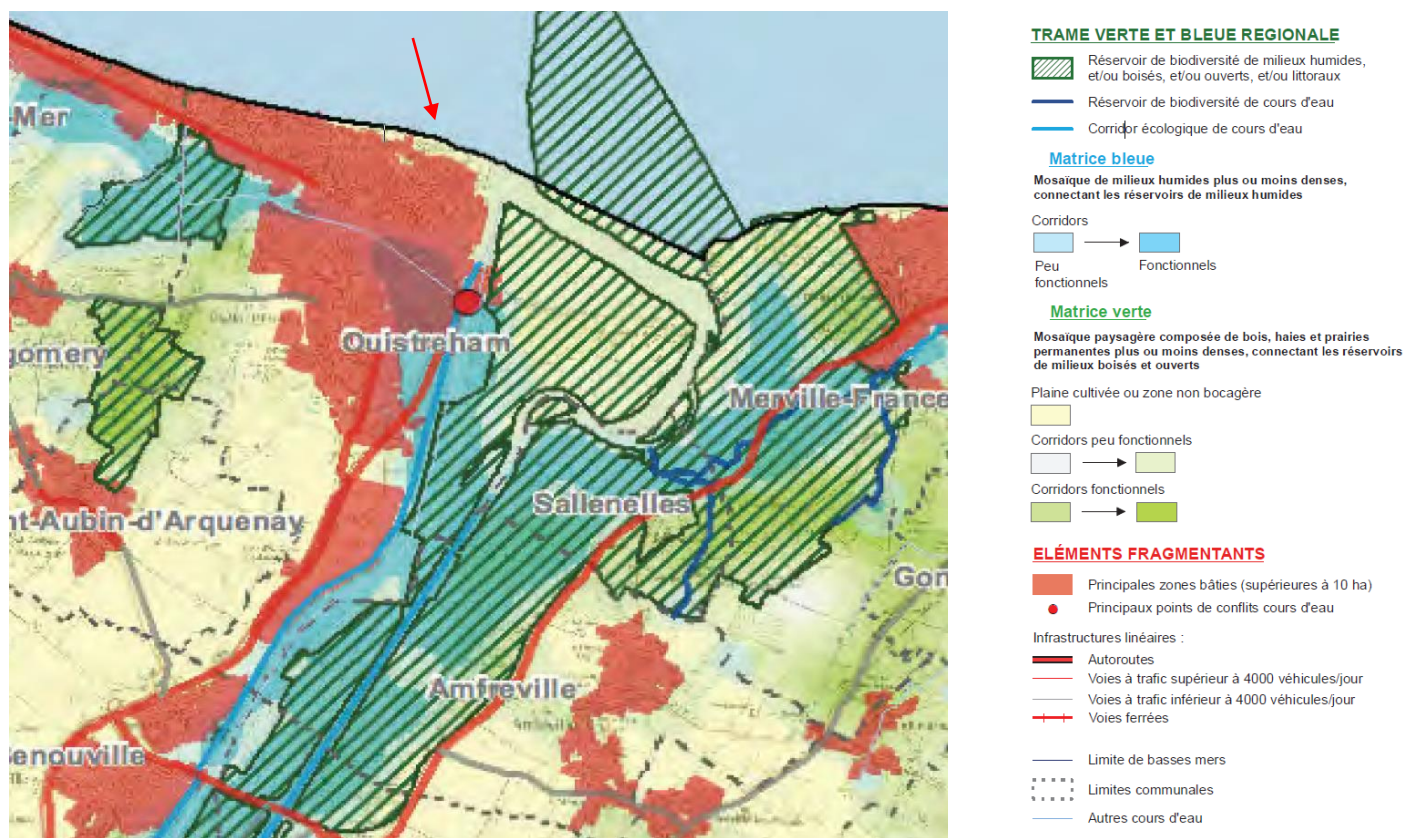 -Mer
Ouistreham
gomery
Merville-France
Sallenelles
nt-Aubin-d'Arquenay
Gon
Amfreville
Benouville
TRAME VERTE ET BLEUE REGIONALE
Réservoir de biodiversité de milieux humides,
et/ou boisés, et/ou ouverts, et/ou littoraux
Réservoir de biodiversité de cours d'eau
Corridor écologique de cours d'eau
Matrice bleue
Mosaïque de milieux humides plus ou moins denses,
connectant les réservoirs de milieux humides
Corridors
Peu
fonctionnels
Fonctionnels
Matrice verte
Mosaïque paysagère composée de bois, haies et prairies
permanentes plus ou moins denses, connectant les réservoirs
de milieux boisés et ouverts
Plaine cultivée ou zone non bocagère
Corridors peu fonctionnels
Corridors fonctionnels
ELÉMENTS FRAGMENTANTS
Principales zones bâties (supérieures à 10 ha)
Principaux points de conflits cours d'eau
Infrastructures linéaires :
Autoroutes
Voies à trafic supérieur à 4000 véhicules/jour
Voies à trafic inférieur à 4000 véhicules/jour
Voies ferrées
Limite de basses mers
Limites communales
Autres cours d'eau